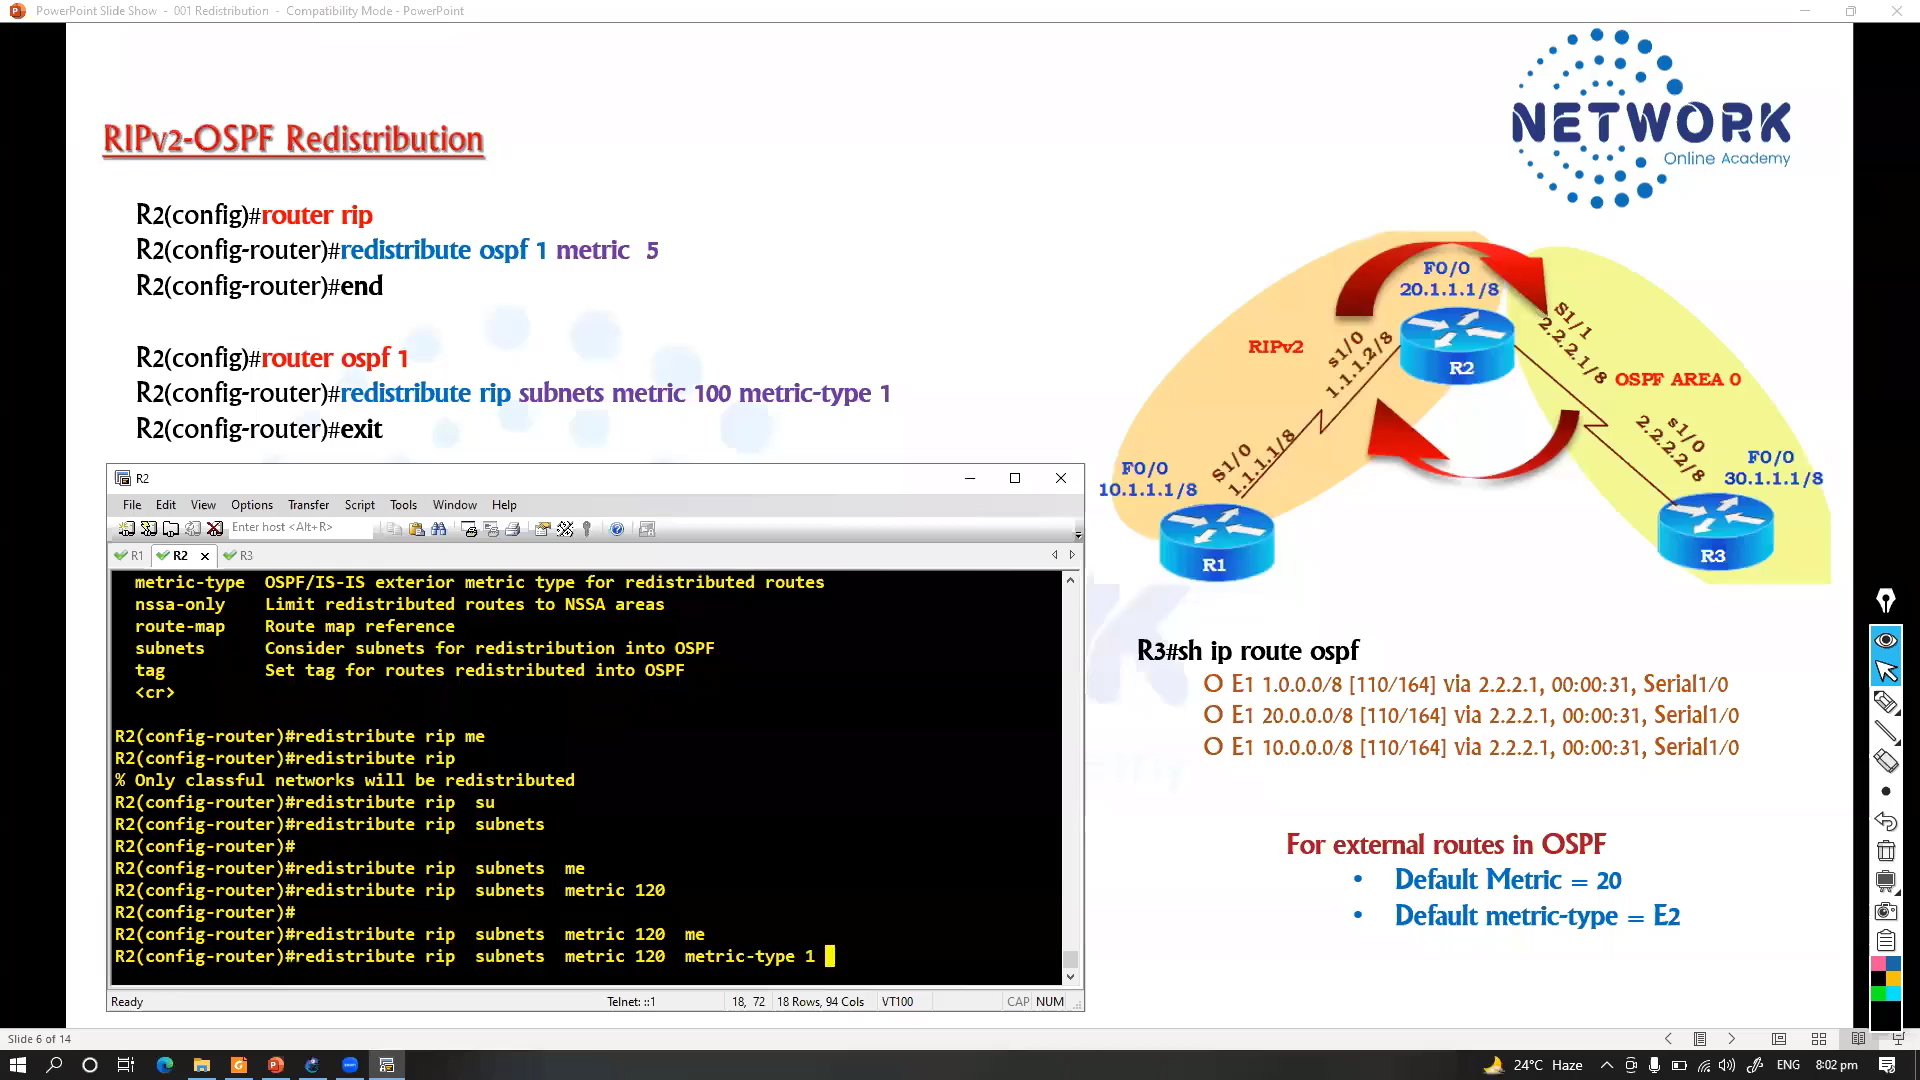 PowerPoint Slide Show - 001 Redistribution - Compatibility Mode - PowerPoint
NETWORK
Online Academy
RIPv2-OSPF Redistribution
R2(config)#router rip
R2(config-router)#redistribute ospf 1 metric 5
R2(config-router)#end
R2(config)#router ospf 1
R2(config-router)#redistribute rip subnets metric 100 metric-type 1
R2(config-router)#exit
F0/0
20.1.1.1/8
RIPv2
s1/0
1.1.1.2/8
R2
S1/1
2.2.2.1/8
OSPF AREA 0
F0/0
10.1.1.1/8
S1/0
1.1.1.1/8
R1
s1/0
2.2.2.2/8
F0/0
30.1.1.1/8
R3
R2
File Edit View Options Transfer Script Tools Window Help
Enter host <Alt+R>
R1 R2 R3
metric-type OSPF/IS-IS exterior metric type for redistributed routes
nssa-only Limit redistributed routes to NSSA areas
route-map Route map reference
subnets Consider subnets for redistribution into OSPF
tag Set tag for routes redistributed into OSPF
<cr>
R2(config-router)#redistribute rip me
R2(config-router)#redistribute rip
% Only classful networks will be redistributed
R2(config-router)#redistribute rip su
R2(config-router)#redistribute rip subnets
R2(config-router)#
R2(config-router)#redistribute rip subnets me
R2(config-router)#redistribute rip subnets metric 120
R2(config-router)#
R2(config-router)#redistribute rip subnets metric 120 me
R2(config-router)#redistribute rip subnets metric 120 metric-type 1
Ready Telnet: ::1 18, 72 18 Rows, 94 Cols VT100 CAP NUM
R3#sh ip route ospf
O E1 1.0.0.0/8 [110/164] via 2.2.2.1, 00:00:31, Serial1/0
O E1 20.0.0.0/8 [110/164] via 2.2.2.1, 00:00:31, Serial1/0
O E1 10.0.0.0/8 [110/164] via 2.2.2.1, 00:00:31, Serial1/0
For external routes in OSPF
• Default Metric = 20
• Default metric-type = E2
Slide 6 of 14
24°C Haze ENG 8:02 pm